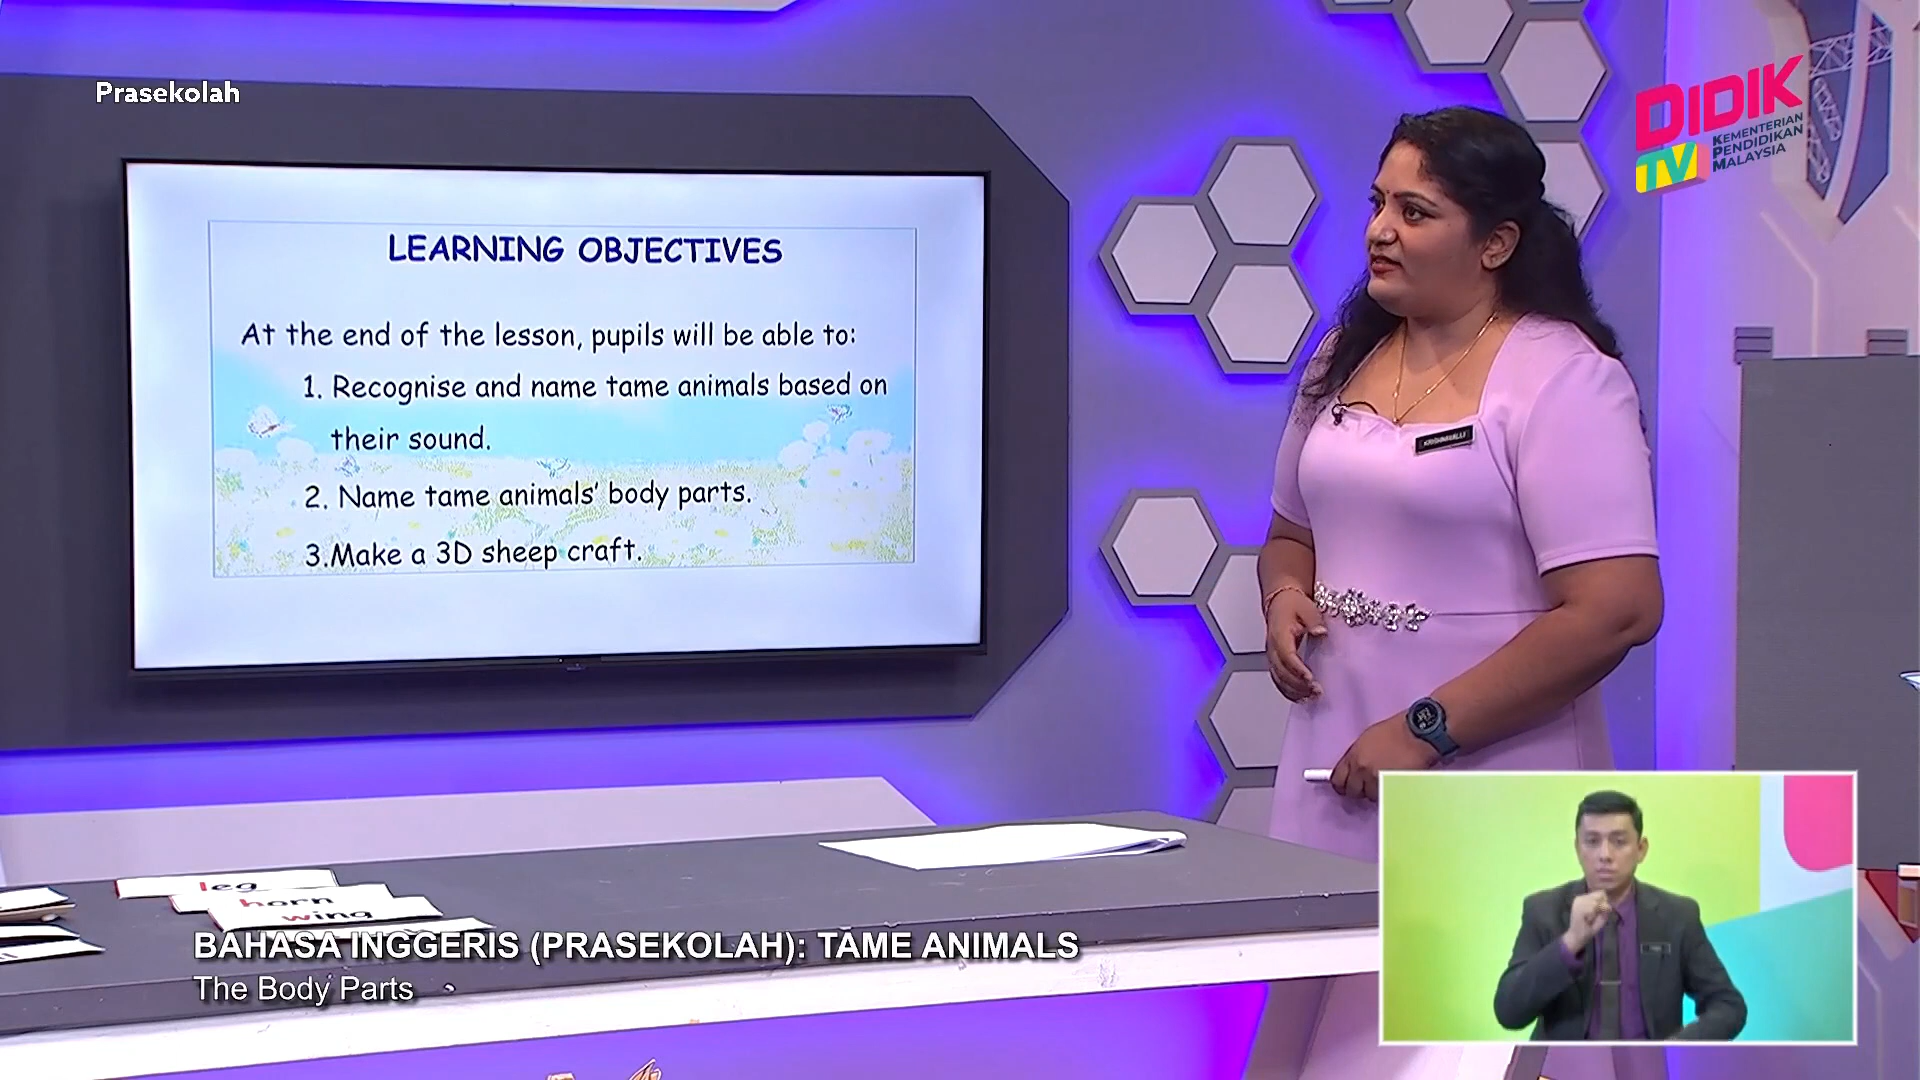 Prasekolah
DIDIK
TV
KEMENTERIAN
PENDIDIKAN
MALAYSIA
LEARNING OBJECTIVES
At the end of the lesson, pupils will be able to:
1. Recognise and name tame animals based on
their sound.
2. Name tame animals' body parts.
3.Make a 3D sheep craft.
KRISHNAVALLI
leg
horn
wing
BAHASA INGGERIS (PRASEKOLAH): TAME ANIMALS
The Body Parts